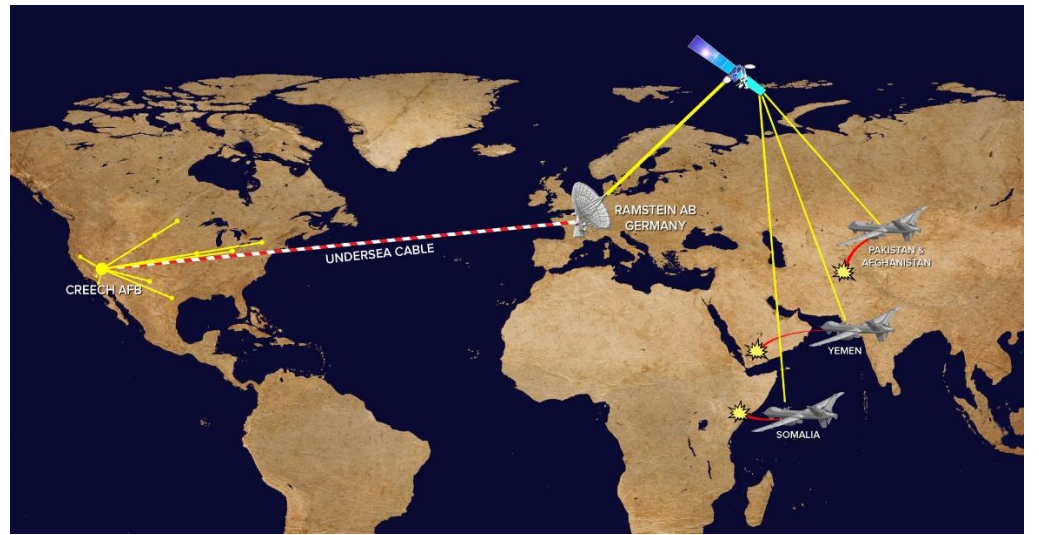 CREECH AFB
UNDERSEA CABLE
RAMSTEIN AB
GERMANY
PAKISTAN &
AFGHANISTAN
YEMEN
SOMALIA